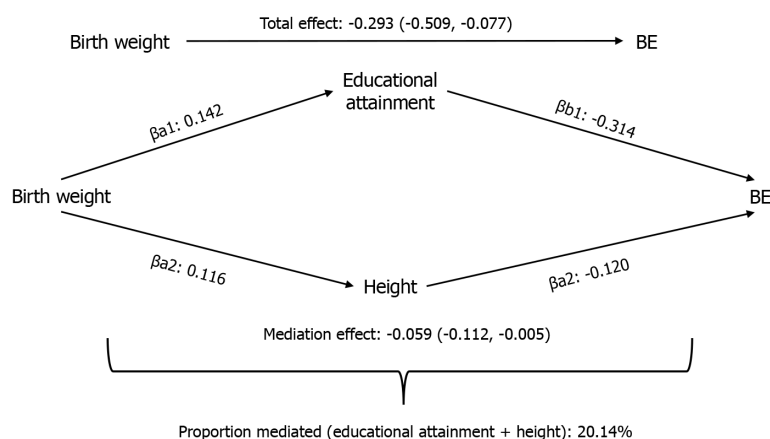 Total effect: -0.293 (-0.509, -0.077)
Birth weight
BE
Educational
attainment
βa1: 0.142
βb1: -0.314
Birth weight
BE
βa2: 0.116
Height
βa2: -0.120
Mediation effect: -0.059 (-0.112, -0.005)
Proportion mediated (educational attainment + height): 20.14%